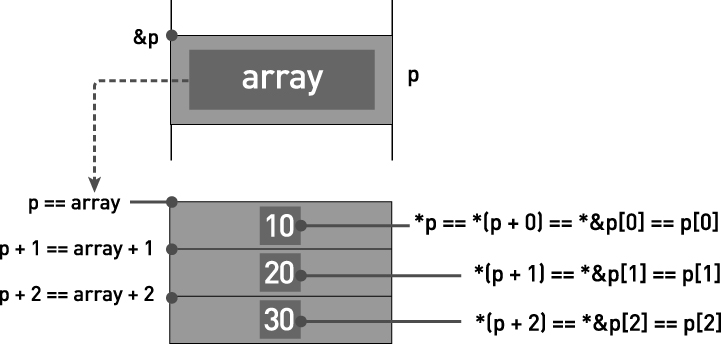 &p
array
p
p == array
10
*p == *(p + 0) == *&p[0] == p[0]
p + 1 == array + 1
20
*(p + 1) == *&p[1] == p[1]
p + 2 == array + 2
30
*(p + 2) == *&p[2] == p[2]